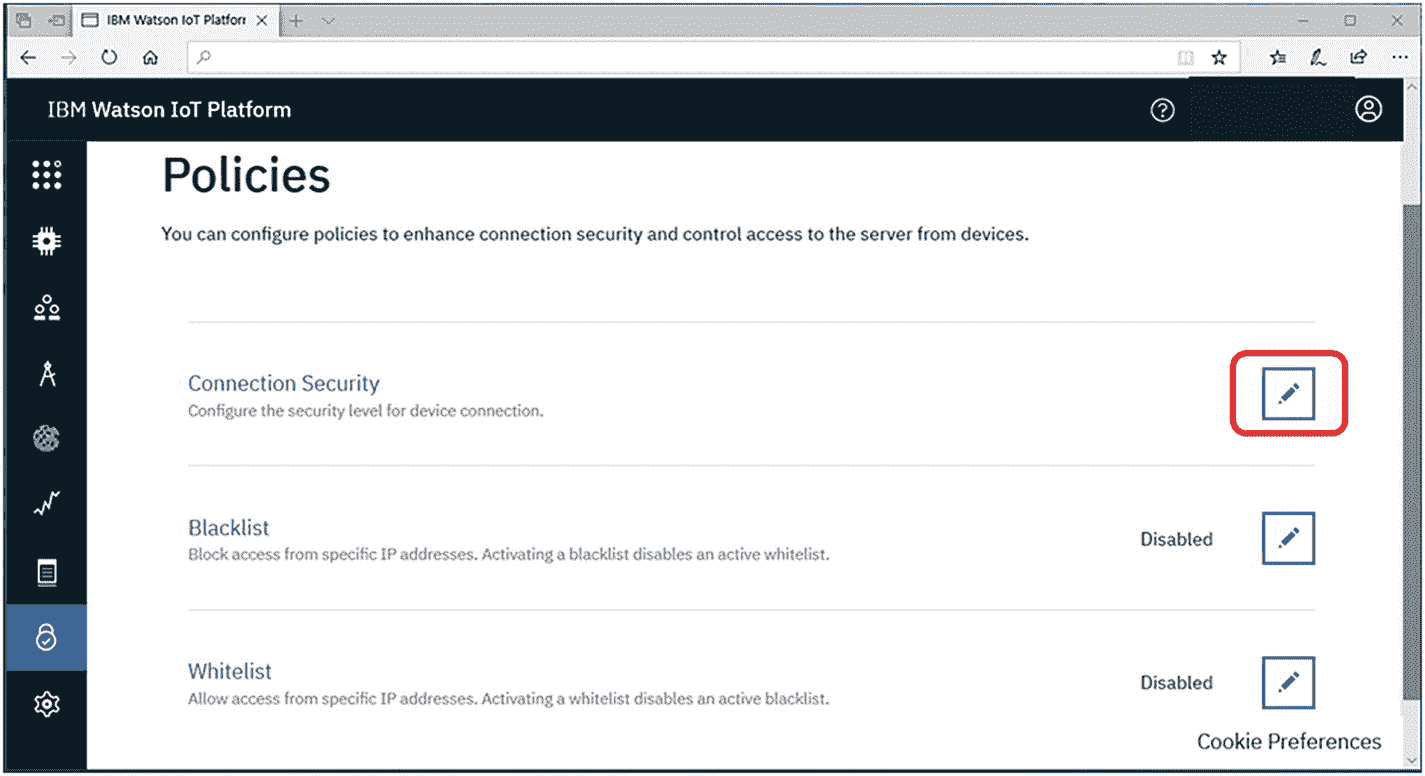 IBM Watson IoT Platforr
IBM Watson IoT Platform
Policies
You can configure policies to enhance connection security and control access to the server from devices.
Connection Security
Configure the security level for device connection.
Blacklist
Block access from specific IP addresses. Activating a blacklist disables an active whitelist.
Disabled
Whitelist
Allow access from specific IP addresses. Activating a whitelist disables an active blacklist.
Disabled
Cookie Preferences